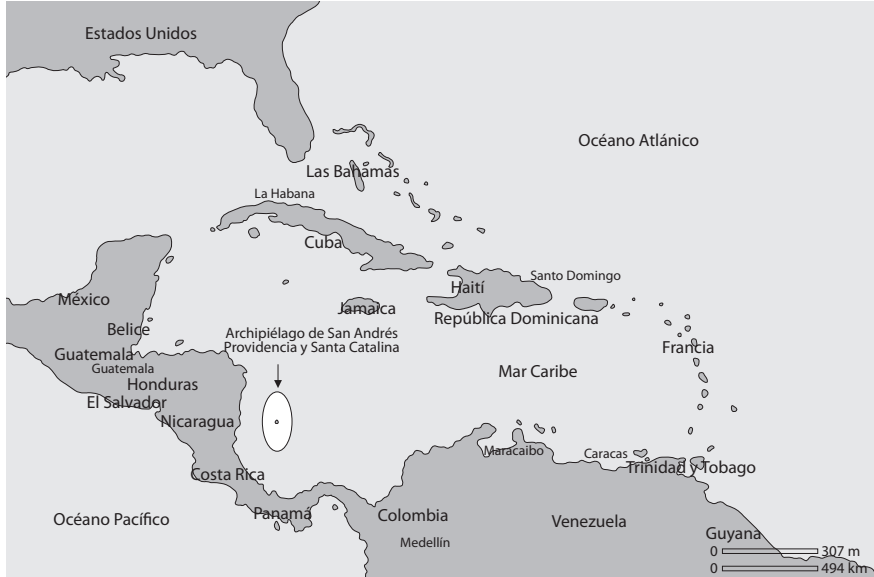 Estados Unidos
Océano Atlánico
Las Bahamas
La Habana
Cuba
Haití
Santo Domingo
México
Jamaica
República Dominicana
Belice
Archipiélago de San Andrés
Providencia y Santa Catalina
Francia
Guatemala
Guatemala
Mar Caribe
Honduras
El Salvador
Nicaragua
Maracaibo
Caracas
Trinidad y Tobago
Costa Rica
Océano Pacífico
Panamá
Colombia
Venezuela
Medellín
Guyana
0 307 m
0 494 km